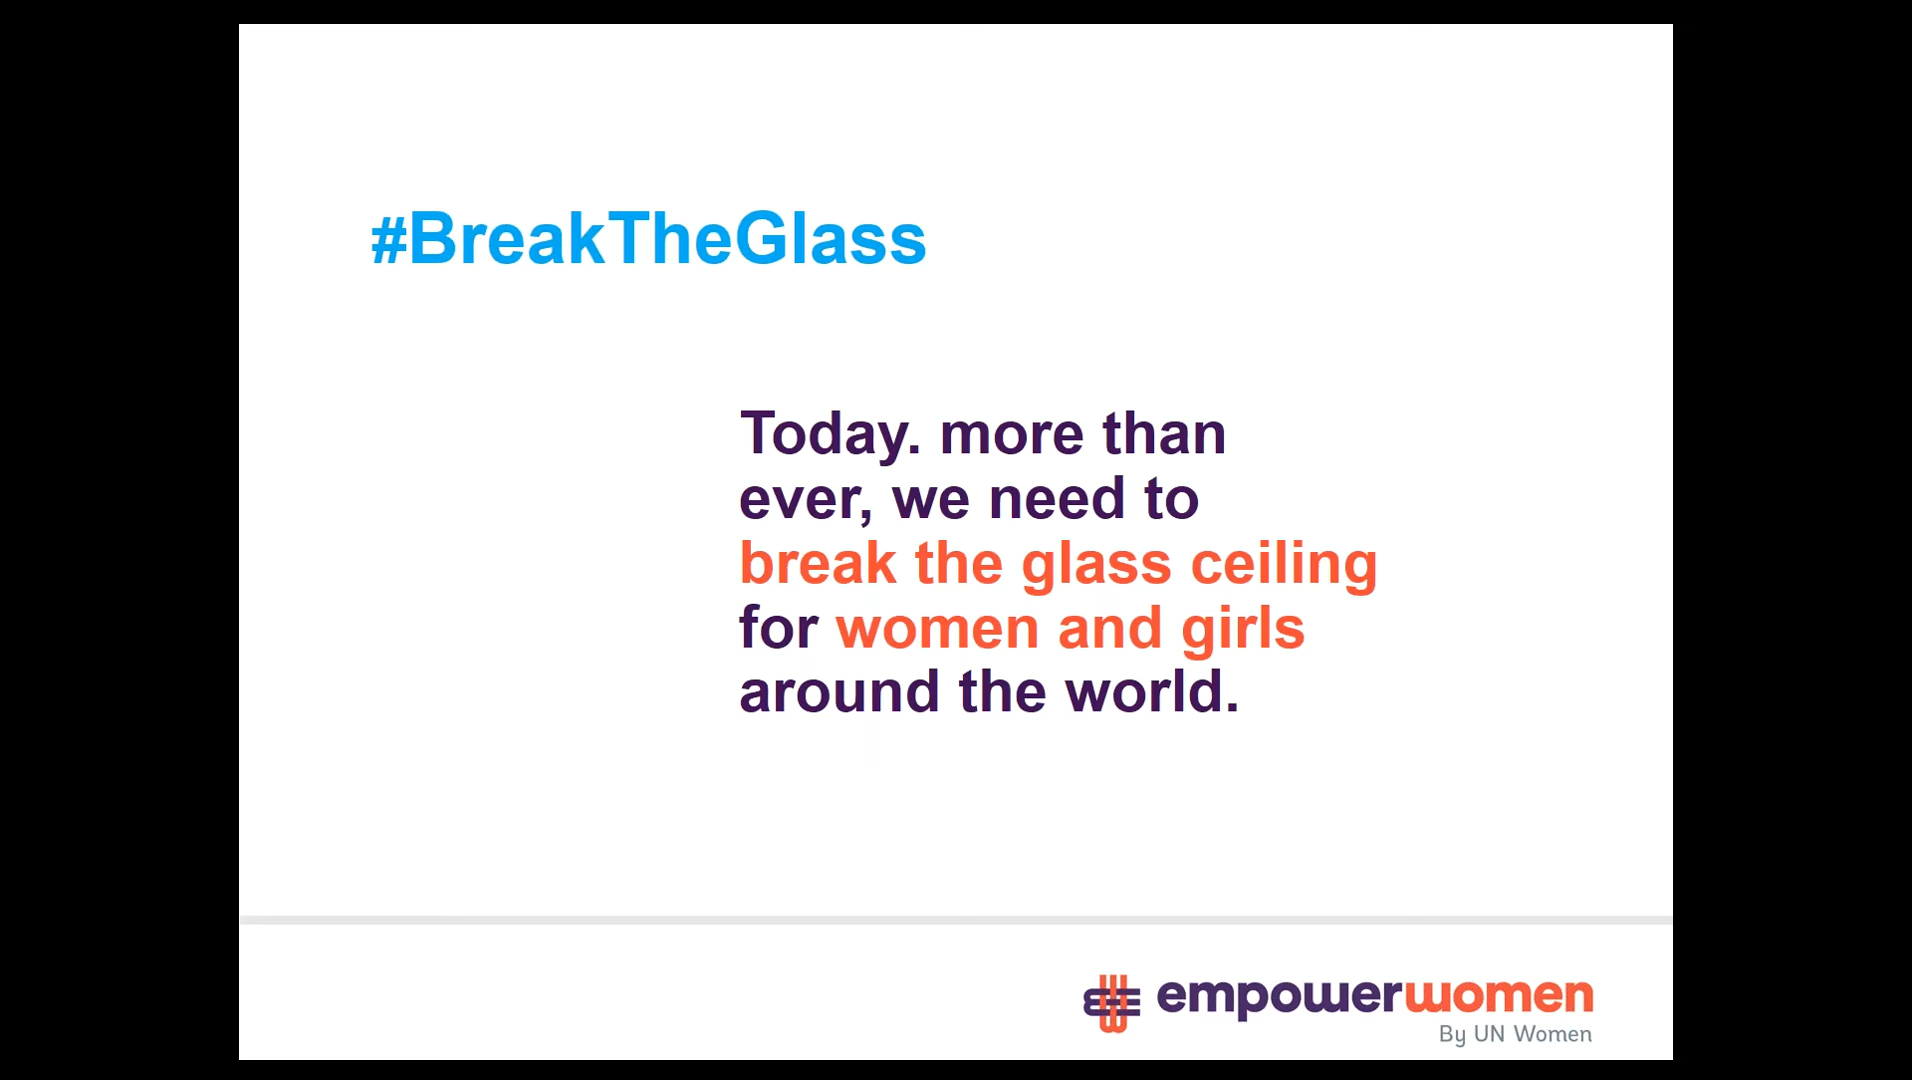 #BreakTheGlass
Today. more than
ever, we need to
break the glass ceiling
for women and girls
around the world.
empowerwomen
By UN Women